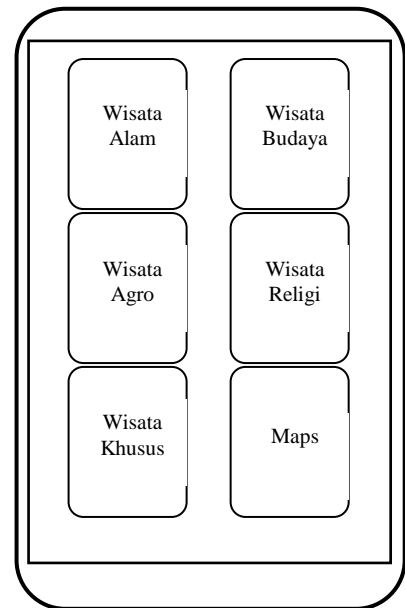 Wisata
Alam
Wisata
Budaya
Wisata
Agro
Wisata
Religi
Wisata
Khusus
Maps